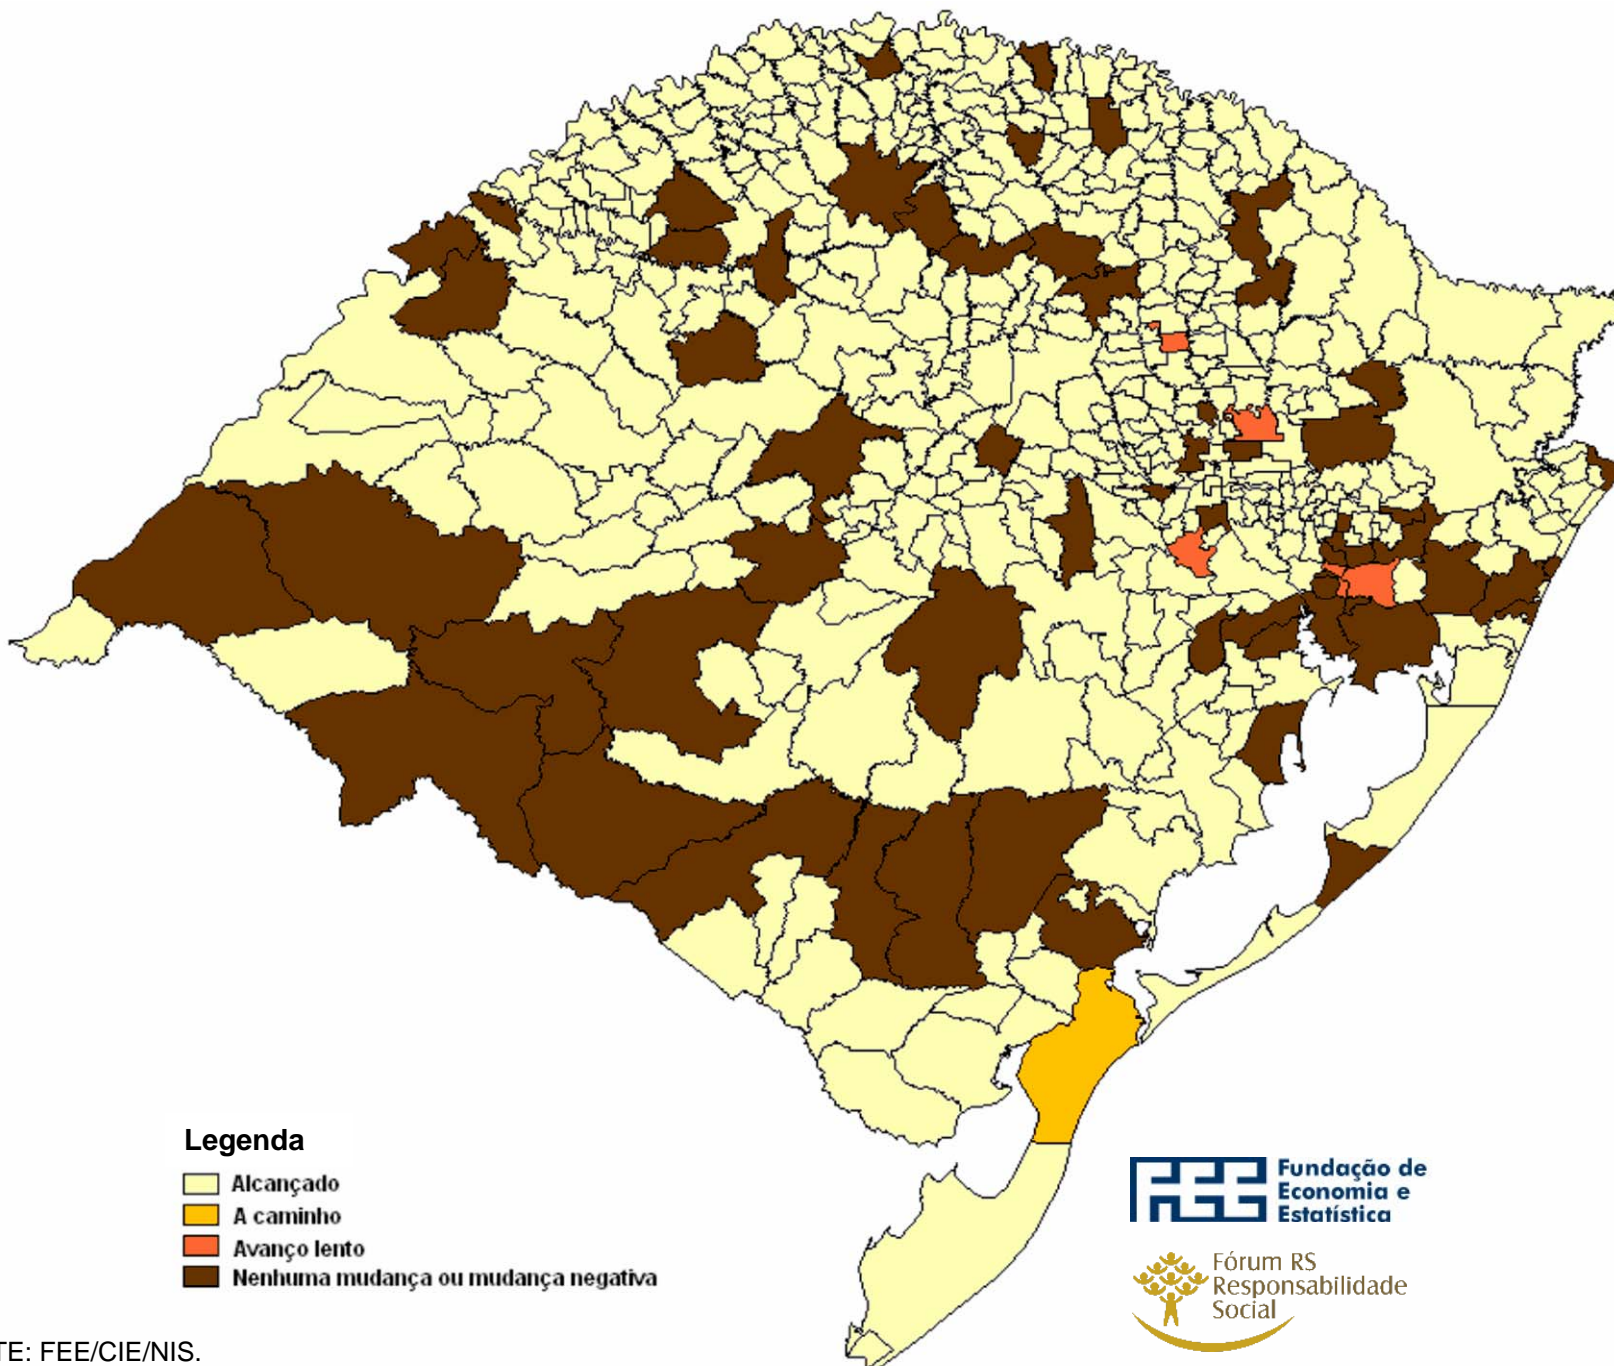 Legenda
Alcançado
A caminho
Avanço lento
Nenhuma mudança ou mudança negativa
FEE
Fundação de
Economia e
Estatística
Fórum RS
Responsabilidade
Social
TE: FEE/CIE/NIS.